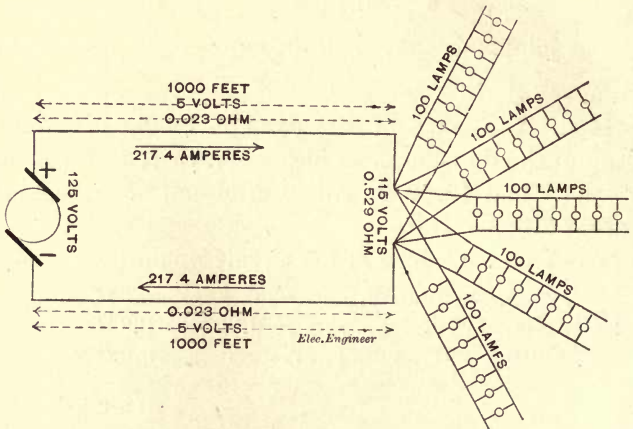 1000 FEET
5 VOLTS
0.023 OHM
217.4 AMPERES
+
125 VOLTS
−
115 VOLTS
0.529 OHM
217.4 AMPERES
0.023 OHM
5 VOLTS
1000 FEET
Elec.Engineer
100 LAMPS
100 LAMPS
100 LAMPS
100 LAMPS
100 LAMPS